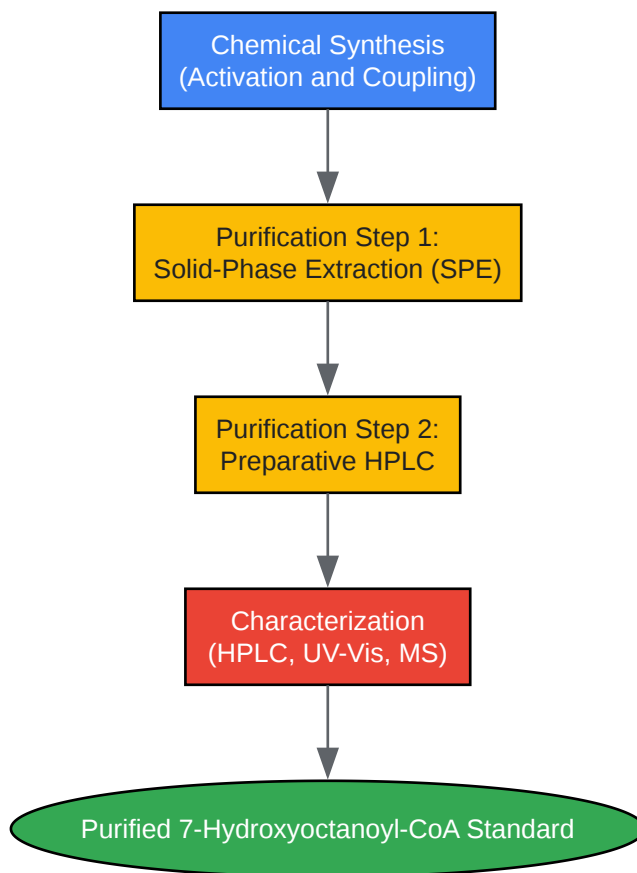 Chemical Synthesis
(Activation and Coupling)
Purification Step 1:
Solid-Phase Extraction (SPE)
Purification Step 2:
Preparative HPLC
Characterization
(HPLC, UV-Vis, MS)
Purified 7-Hydroxyoctanoyl-CoA Standard